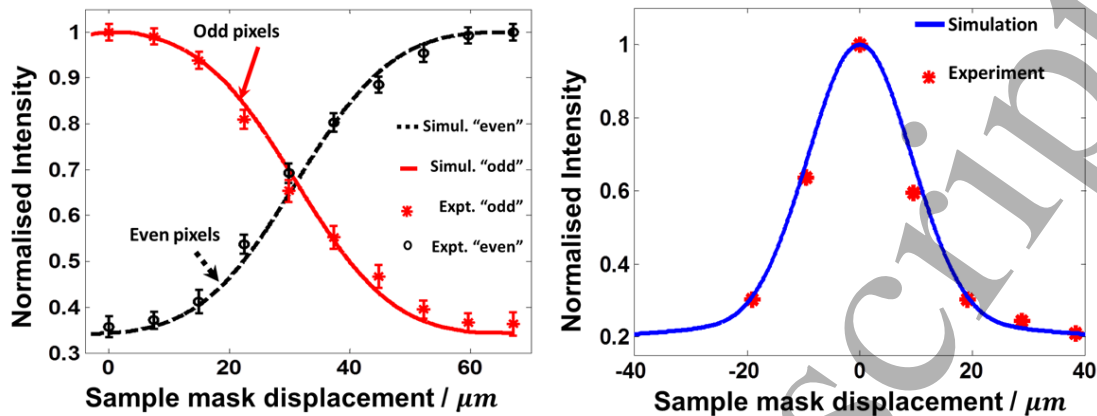 Normalised Intensity
1
0.9
0.8
0.7
0.6
0.5
0.4
0.3
Odd pixels
Even pixels
Simul. "even"
Simul. "odd"
Expt. "odd"
Expt. "even"
0 20 40 60
Sample mask displacement / μm
Normalised Intensity
1
0.8
0.6
0.4
0.2
Simulation
Experiment
-40 -20 0 20 40
Sample mask displacement / μm
scrip